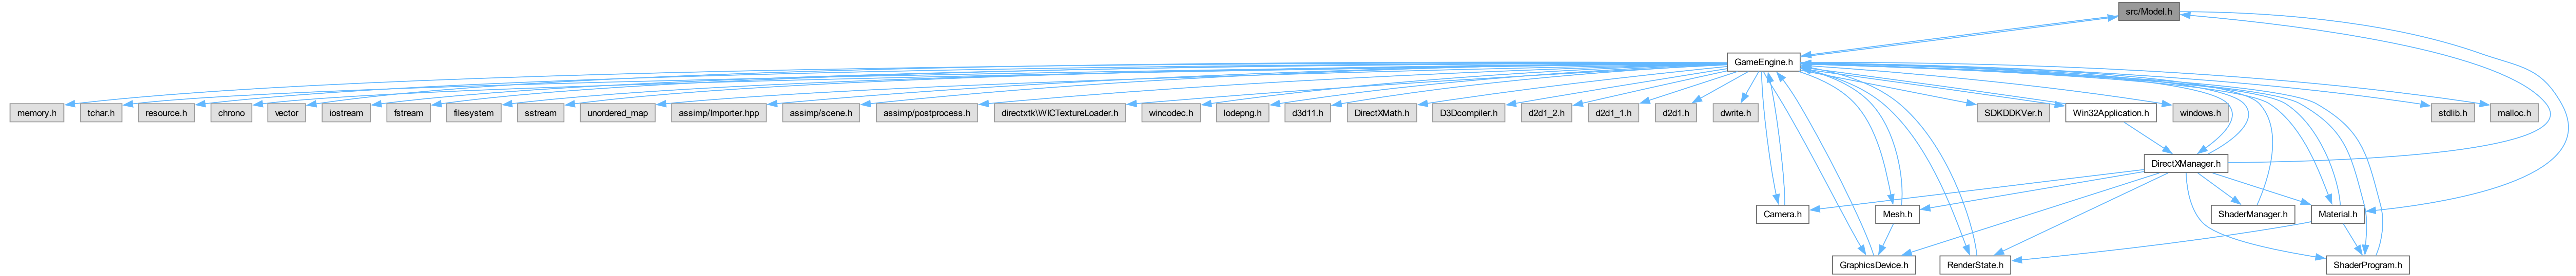 src/Model.h
GameEngine.h
memory.h
tchar.h
resource.h
chrono
vector
iostream
fstream
filesystem
sstream
unordered_map
assimp/Importer.hpp
assimp/scene.h
assimp/postprocess.h
directxtk\WICTextureLoader.h
wincodec.h
lodepng.h
d3d11.h
DirectXMath.h
D3Dcompiler.h
d2d1_2.h
d2d1_1.h
d2d1.h
dwrite.h
SDKDDKVer.h
Win32Application.h
windows.h
stdlib.h
malloc.h
DirectXManager.h
Camera.h
Mesh.h
ShaderManager.h
Material.h
GraphicsDevice.h
RenderState.h
ShaderProgram.h